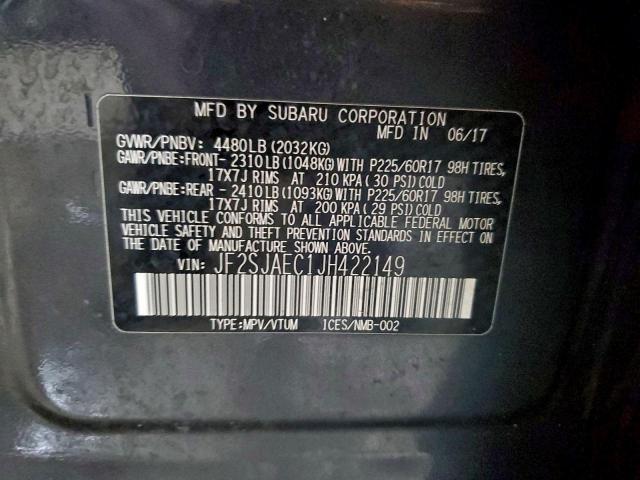 MFD BY SUBARU CORPORATION
MFD IN 06/17
GVWR/PNBV: 4480LB(2032KG)
GAWR/PNBE:FRONT-2310LB(1048KG)WITH P225/60R17 98H TIRES,
17X7J RIMS AT 210 KPA(30 PSI)COLD
GAWR/PNBE:REAR -2410LB(1093KG)WITH P225/60R17 98H TIRES,
17X7J RIMS AT 200 KPA(29 PSI)COLD
THIS VEHICLE CONFORMS TO ALL APPLICABLE FEDERAL MOTOR
VEHICLE SAFETY AND THEFT PREVENTION STANDARDS IN EFFECT ON
THE DATE OF MANUFACTURE SHOWN ABOVE.
VIN: JF2SJAEC1JH422149
TYPE:MPV/VTUM ICES/NMB-002